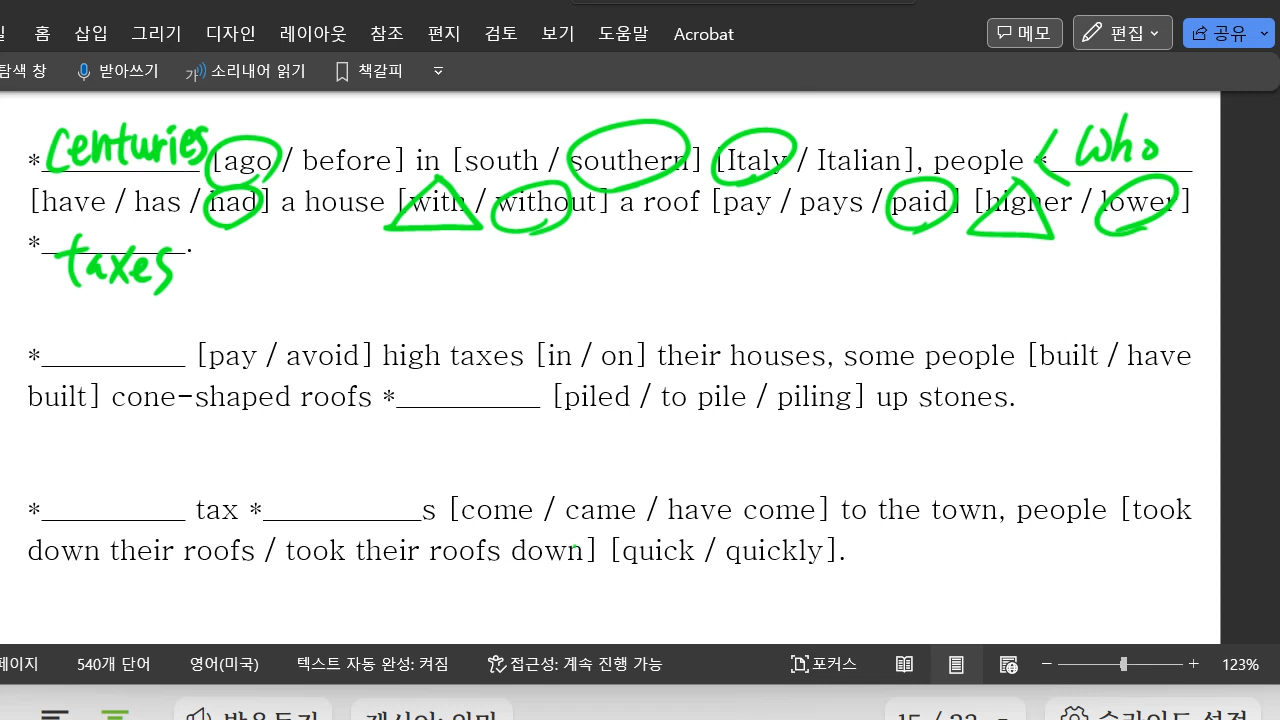 홈 삽입 그리기 디자인 레이아웃 참조 편지 검토 보기 도움말 Acrobat 메모 편집 공유
탐색 창 받아쓰기 가 소리내어 읽기 책갈피
*centuries [ago / before] in [south / southern] [Italy / Italian], people *< who
[have / has / had] a house [with / without] a roof [pay / pays / paid] [higher / lower]
*taxes.
*__________ [pay / avoid] high taxes [in / on] their houses, some people [built / have
built] cone-shaped roofs *__________ [piled / to pile / piling] up stones.
*__________ tax *___________s [come / came / have come] to the town, people [took
down their roofs / took their roofs down] [quick / quickly].
페이지 540개 단어 영어(미국) 텍스트 자동 완성: 켜짐 접근성: 계속 진행 가능 포커스 − + 123%